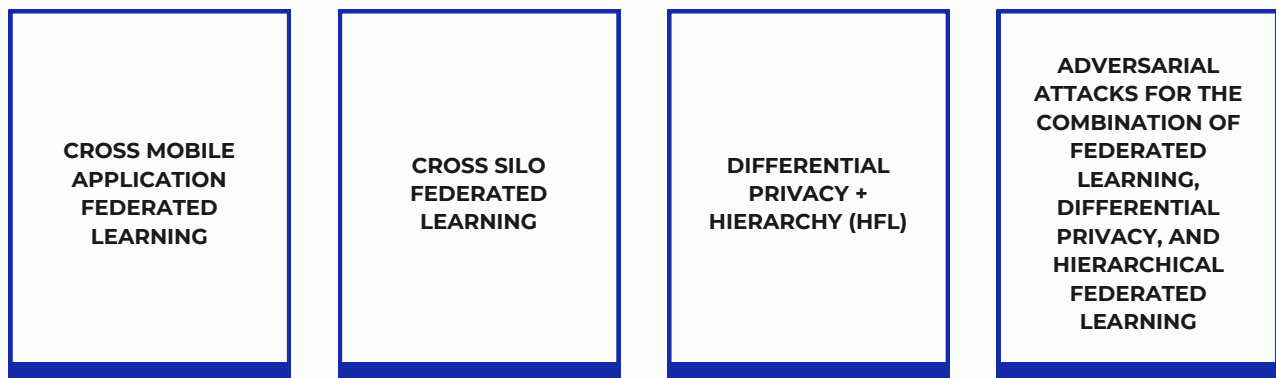 CROSS MOBILE
APPLICATION
FEDERATED
LEARNING
CROSS SILO
FEDERATED
LEARNING
DIFFERENTIAL
PRIVACY +
HIERARCHY (HFL)
ADVERSARIAL
ATTACKS FOR THE
COMBINATION OF
FEDERATED
LEARNING,
DIFFERENTIAL
PRIVACY, AND
HIERARCHICAL
FEDERATED
LEARNING